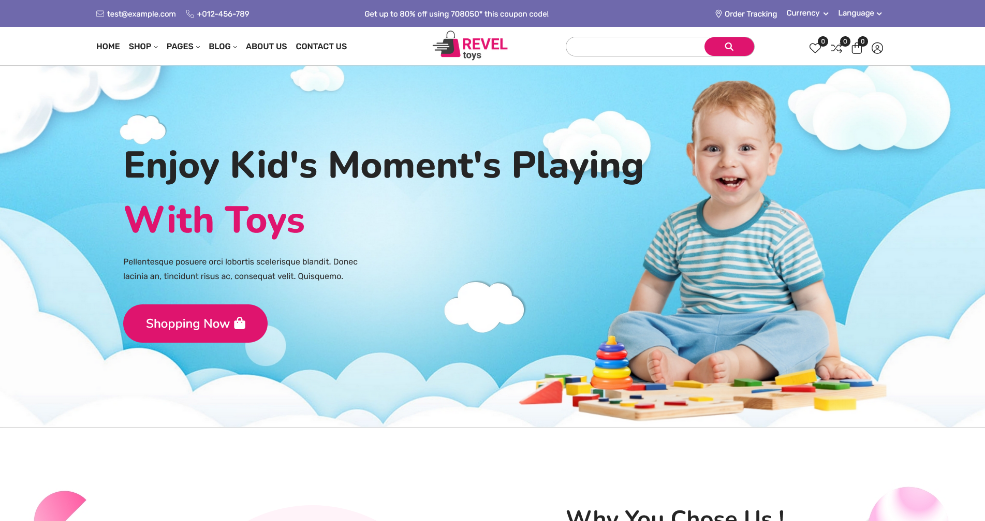 test@example.com +012-456-789 Get up to 80% off using 708050* this coupon code! Order Tracking Currency Language
HOME SHOP PAGES BLOG ABOUT US CONTACT US
REVEL
toys
0 0 0
Enjoy Kid's Moment's Playing
With Toys
Pellentesque posuere orci lobortis scelerisque blandit. Donec
lacinia an, tincidunt risus ac, consequat velit. Quisquemo.
Shopping Now
Why You Chose Us !